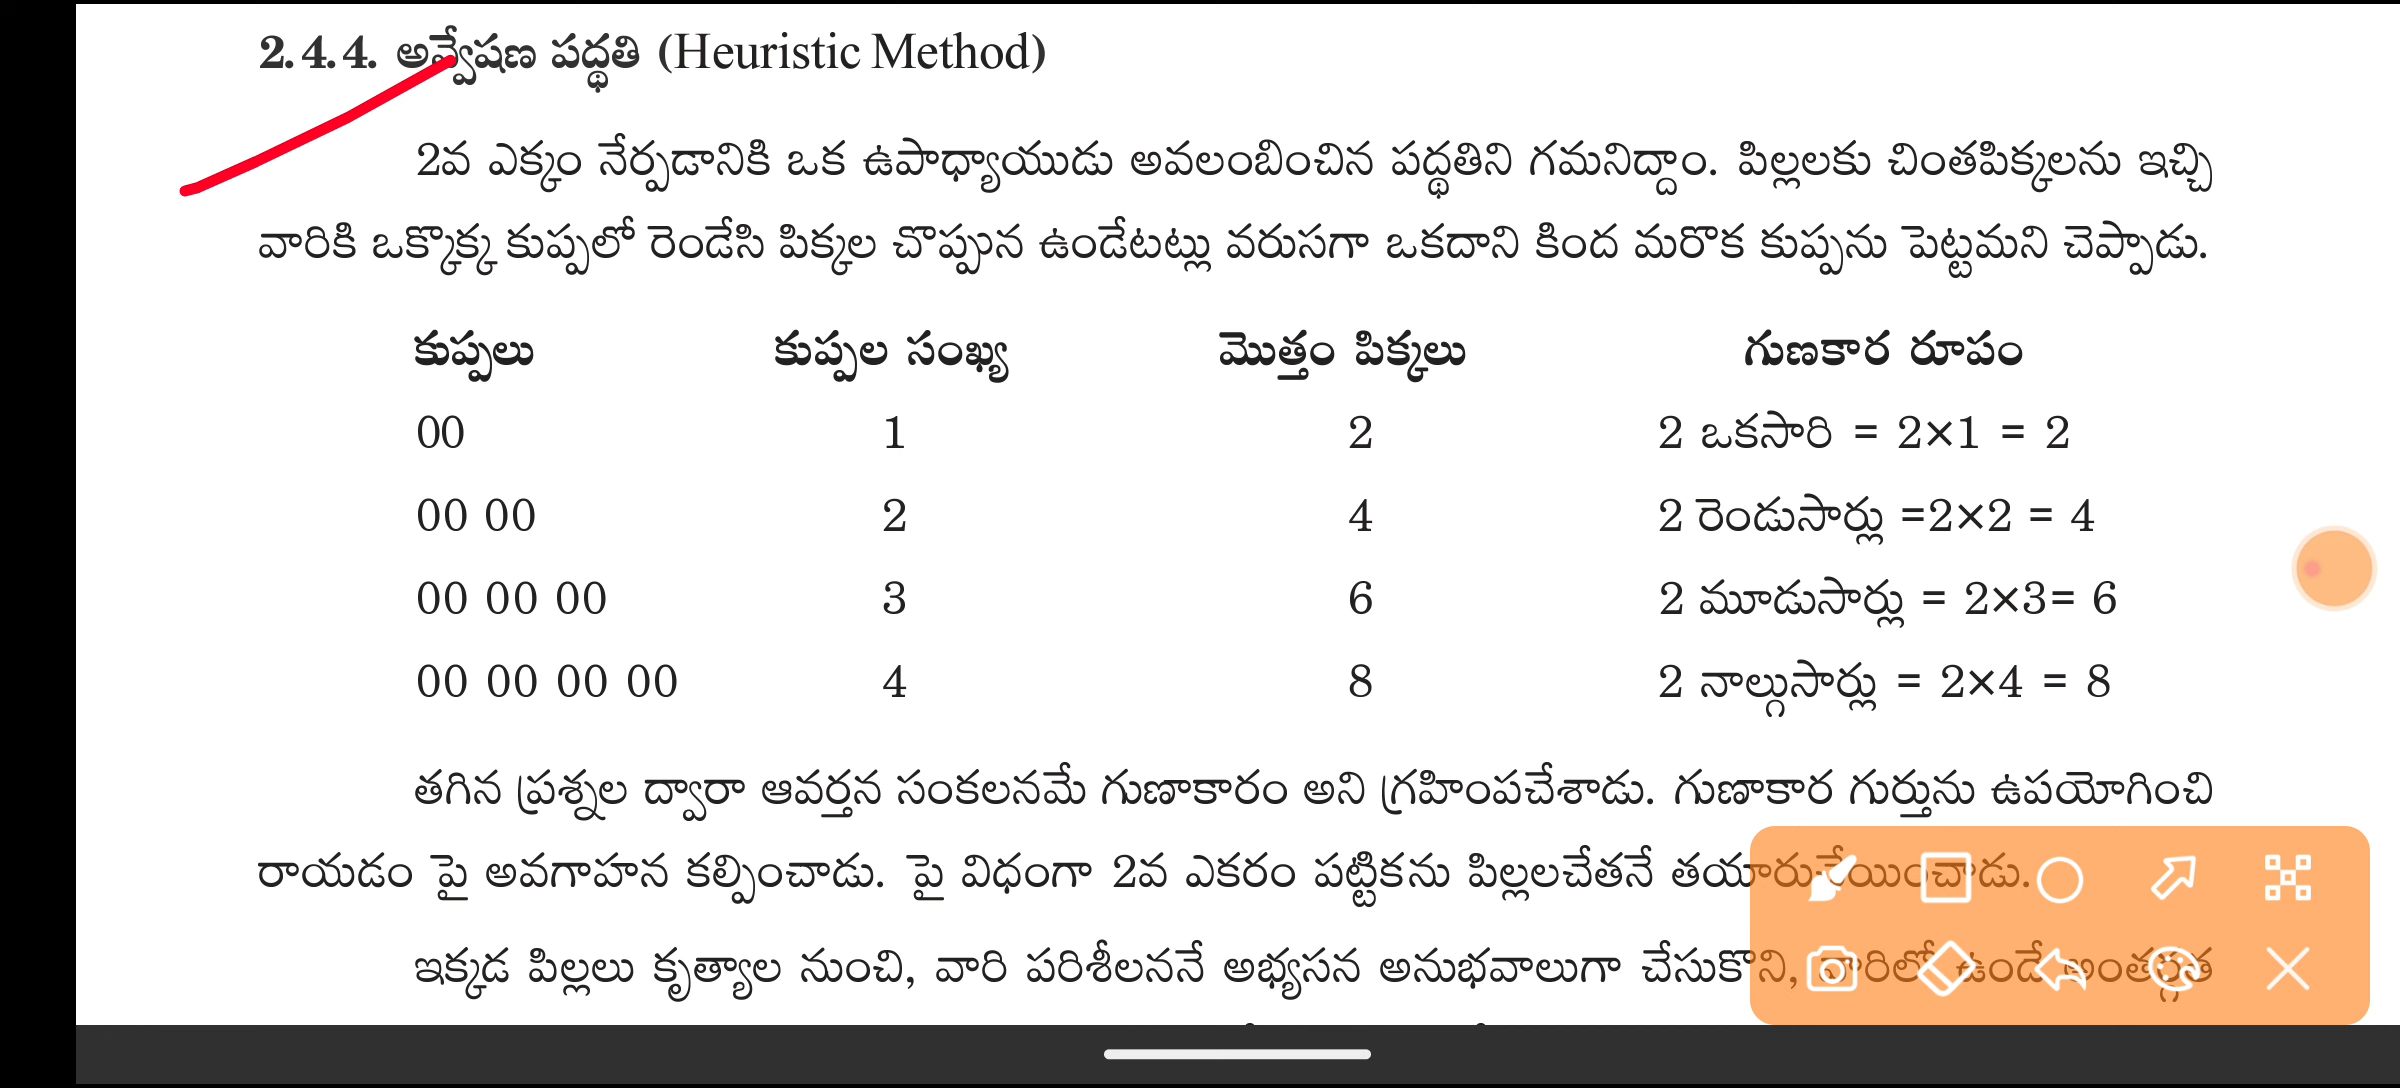 2.4.4. అన్వేషణ పద్ధతి (Heuristic Method)
2వ ఎక్కం నేర్పడానికి ఒక ఉపాధ్యాయుడు అవలంబించిన పద్ధతిని గమనిద్దాం. పిల్లలకు చింతపిక్కలను ఇచ్చి
వారికి ఒక్కొక్క కుప్పలో రెండేసి పిక్కల చొప్పున ఉండేటట్లు వరుసగా ఒకదాని కింద మరొక కుప్పను పెట్టమని చెప్పాడు.
కుప్పలు కుప్పల సంఖ్య మొత్తం పిక్కలు గుణకార రూపం
00 1 2 2 ఒకసారి = 2×1 = 2
00 00 2 4 2 రెండుసార్లు =2×2 = 4
00 00 00 3 6 2 మూడుసార్లు = 2×3= 6
00 00 00 00 4 8 2 నాల్గుసార్లు = 2×4 = 8
తగిన ప్రశ్నల ద్వారా ఆవర్తన సంకలనమే గుణాకారం అని గ్రహింపచేశాడు. గుణాకార గుర్తును ఉపయోగించి
రాయడం పై అవగాహన కల్పించాడు. పై విధంగా 2వ ఎకరం పట్టికను పిల్లలచేతనే తయారుచేయించాడు.
ఇక్కడ పిల్లలు కృత్యాల నుంచి, వారి పరిశీలననే అభ్యసన అనుభవాలుగా చేసుకొని, వారిలో ఉండే అంతర్గత